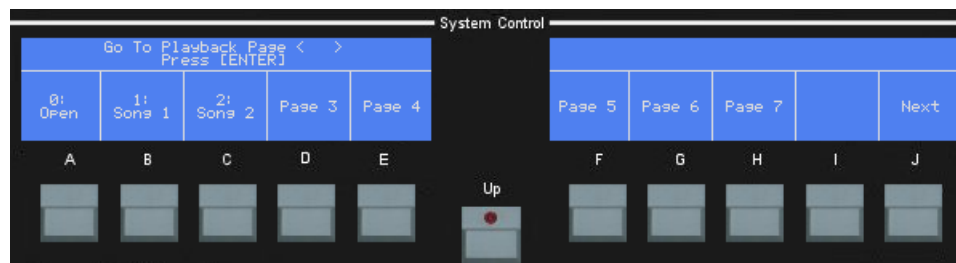 System Control
Go To Playback Page < >
Press [ENTER]
0:
Open
1:
Song 1
2:
Song 2
Page 3
Page 4
Page 5
Page 6
Page 7
Next
A
B
C
D
E
F
G
H
I
J
Up